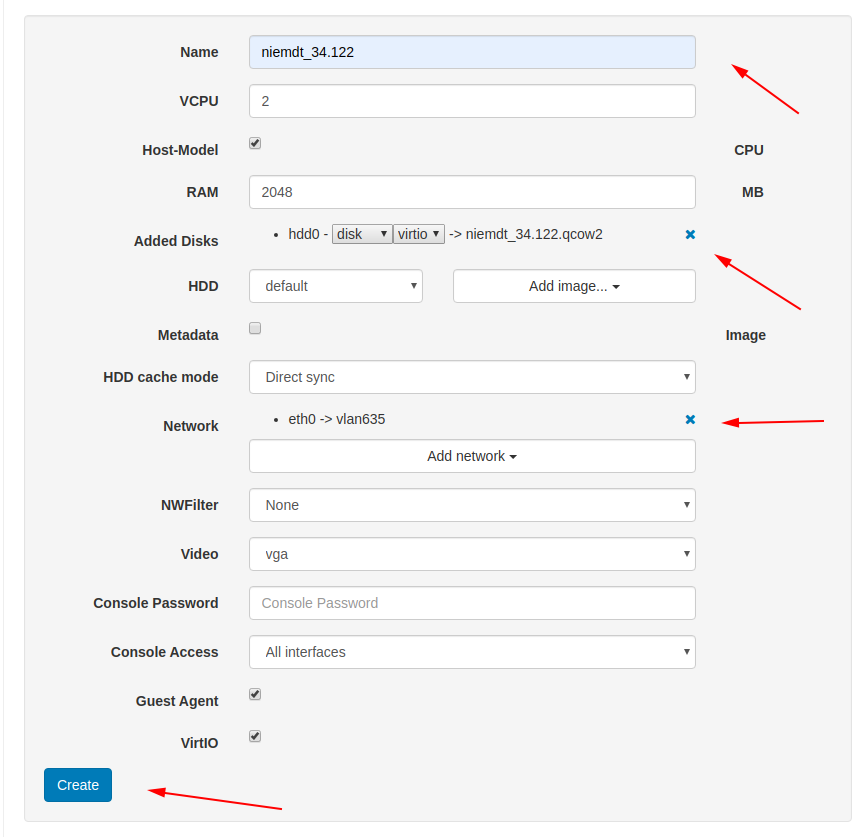 Name niemdt_34.122
VCPU 2
Host-Model CPU
RAM 2048 MB
Added Disks hdd0 - disk virtio -> niemdt_34.122.qcow2
HDD default Add image...
Metadata Image
HDD cache mode Direct sync
Network eth0 -> vlan635
Add network
NWFilter None
Video vga
Console Password Console Password
Console Access All interfaces
Guest Agent
VirtIO
Create